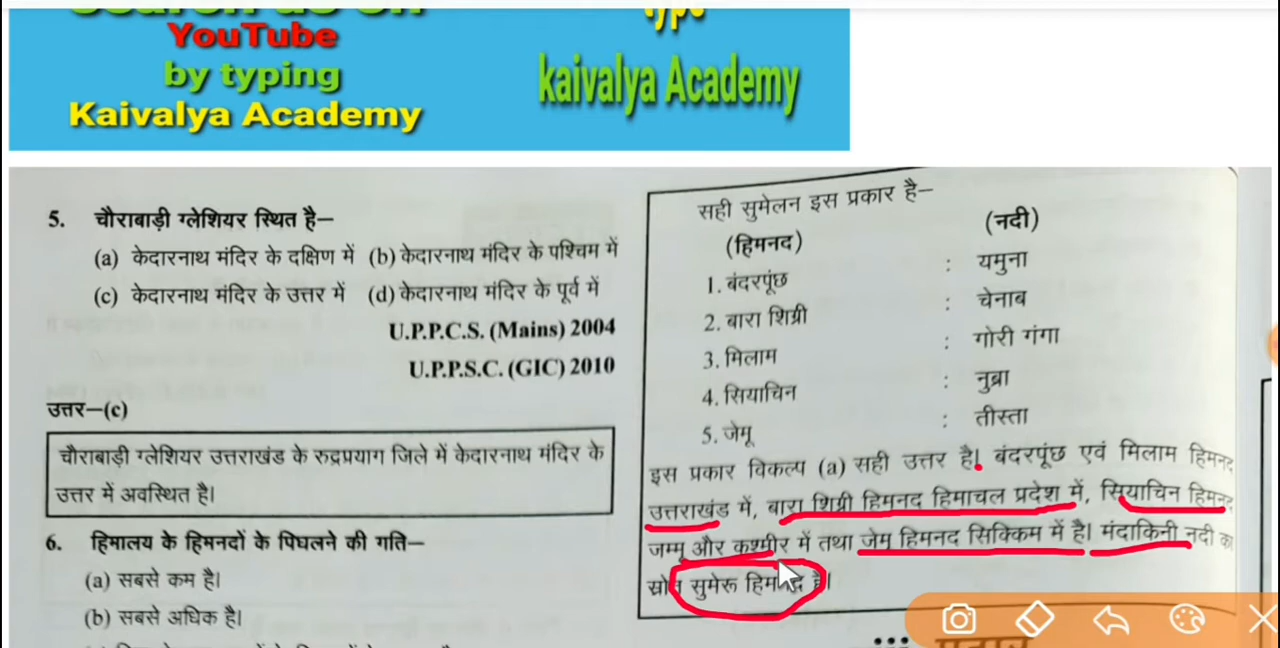 YouTube
by typing
Kaivalya Academy
type
kaivalya Academy
5. चौराबाड़ी ग्लेशियर स्थित है—
(a) केदारनाथ मंदिर के दक्षिण में (b) केदारनाथ मंदिर के पश्चिम में
(c) केदारनाथ मंदिर के उत्तर में (d) केदारनाथ मंदिर के पूर्व में
U.P.P.C.S. (Mains) 2004
U.P.P.S.C. (GIC) 2010
उत्तर—(c)
चौराबाड़ी ग्लेशियर उत्तराखंड के रुद्रप्रयाग जिले में केदारनाथ मंदिर के
उत्तर में अवस्थित है।
6. हिमालय के हिमनदों के पिघलने की गति—
(a) सबसे कम है।
(b) सबसे अधिक है।
सही सुमेलन इस प्रकार है—
(हिमनद) (नदी)
1. बंदरपूंछ : यमुना
2. बारा शिग्री : चेनाब
3. मिलाम : गोरी गंगा
4. सियाचिन : नुब्रा
5. जेमू : तीस्ता
इस प्रकार विकल्प (a) सही उत्तर है। बंदरपूंछ एवं मिलाम हिमनद
उत्तराखंड में, बारा शिग्री हिमनद हिमाचल प्रदेश में, सियाचिन हिमनद
जम्मू और कश्मीर में तथा जेमू हिमनद सिक्किम में है। मंदाकिनी नदी का
स्रोत सुमेरू है।